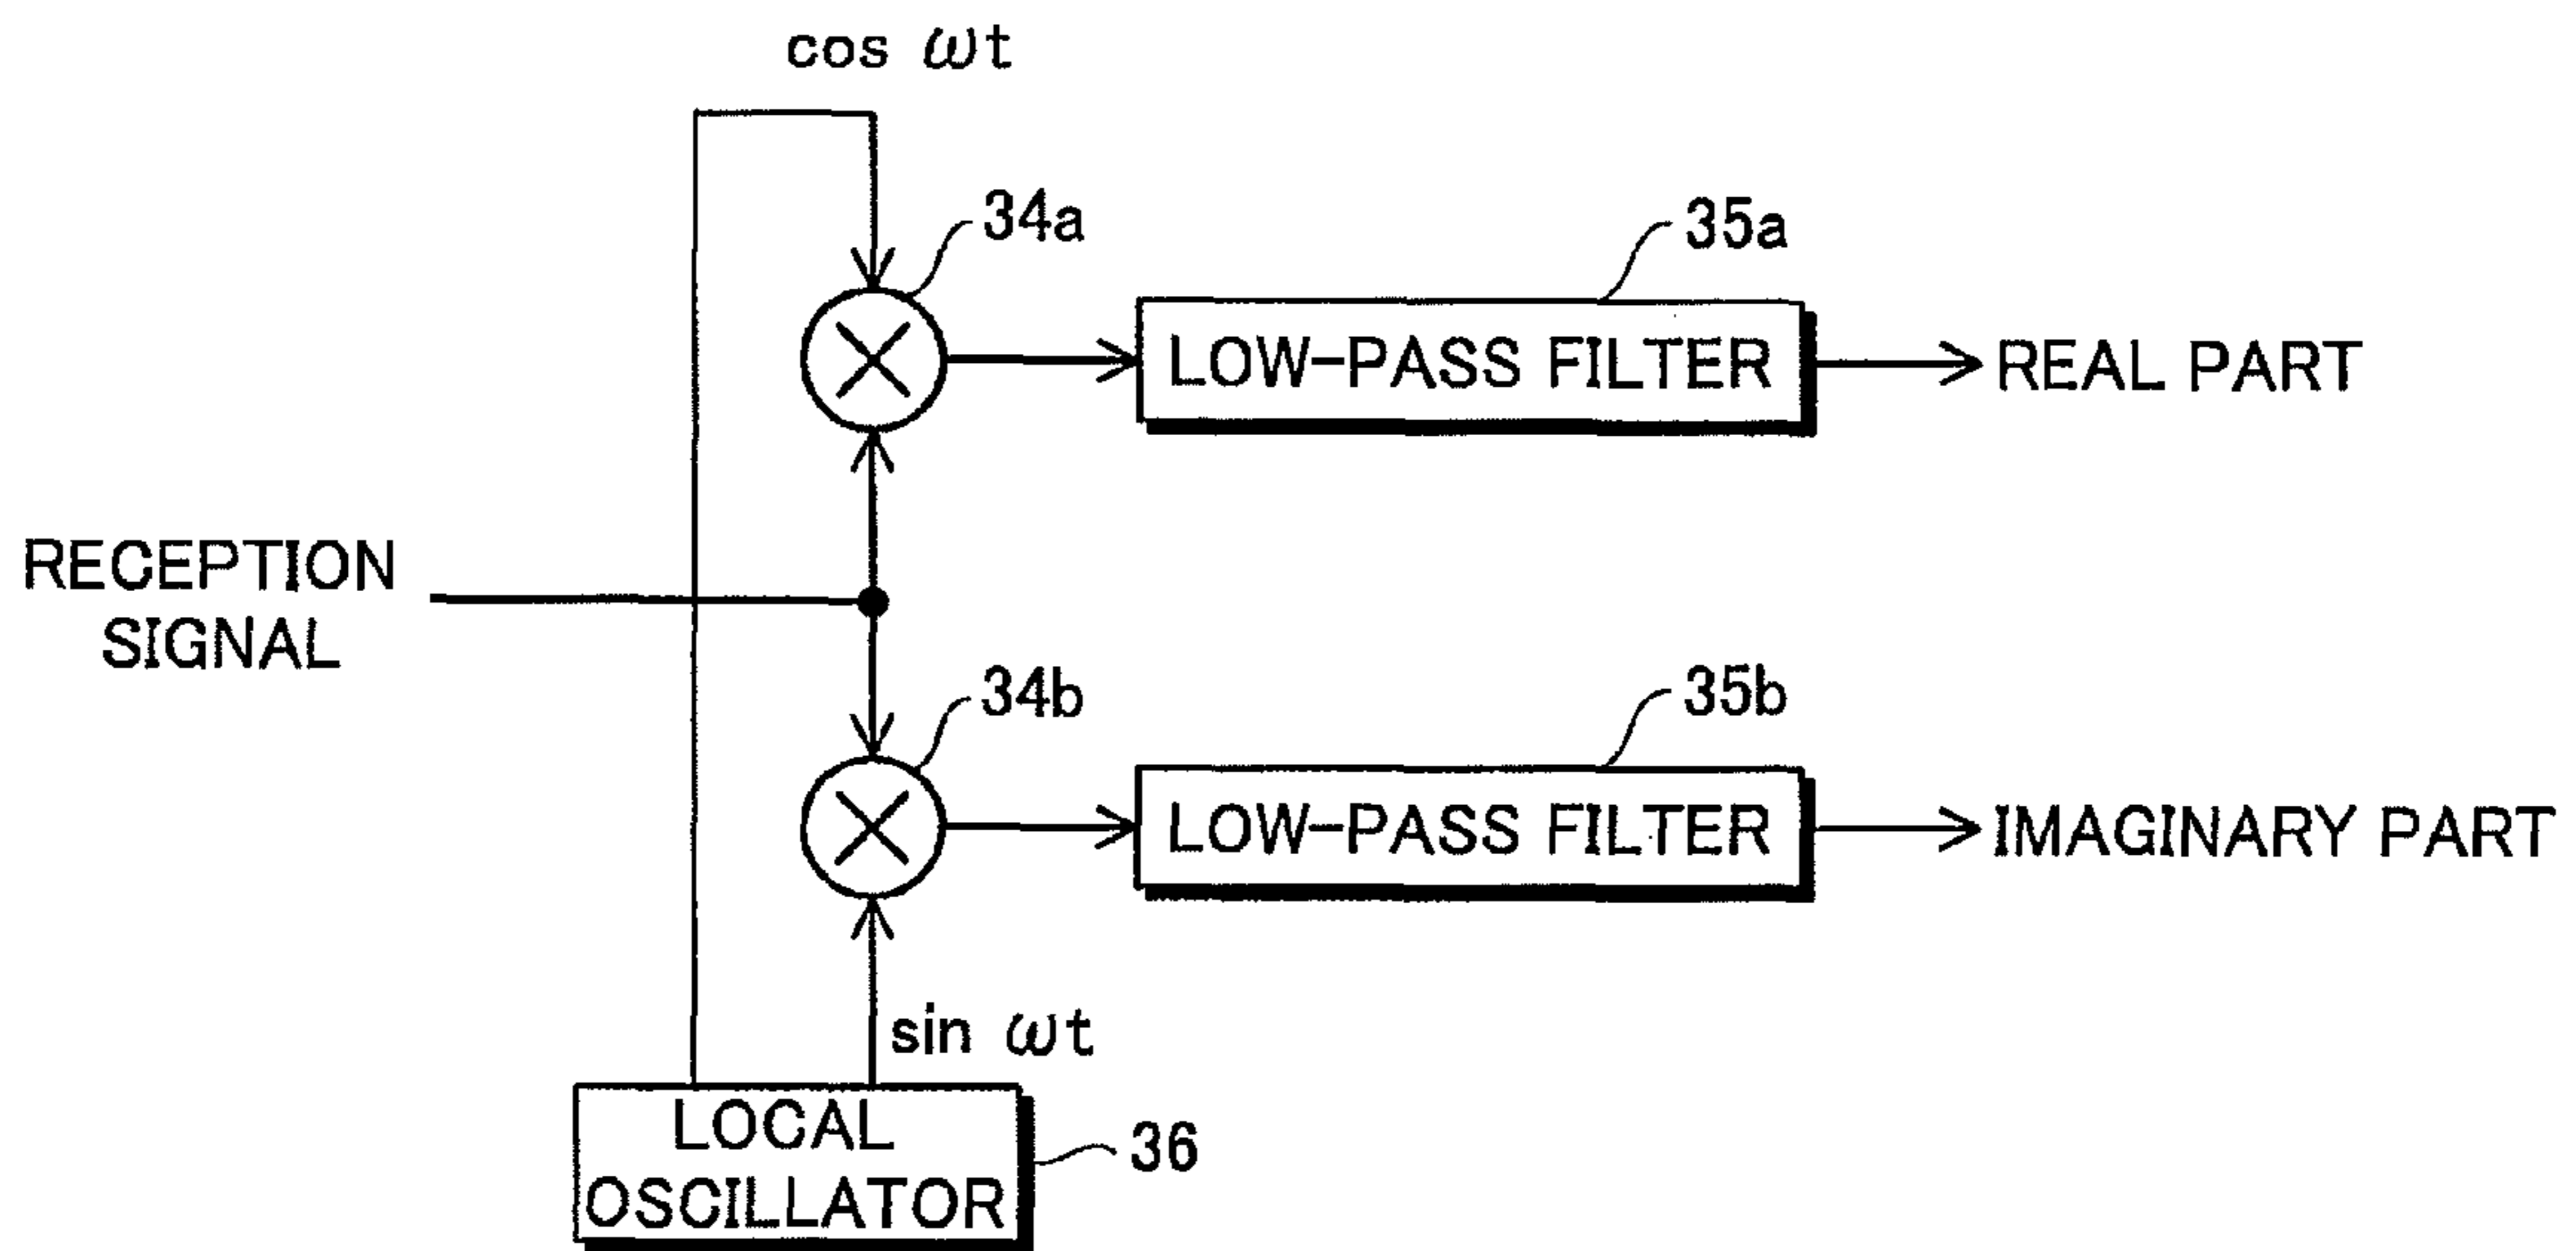 cos ωt
34a
35a
LOW-PASS FILTER
REAL PART
RECEPTION
SIGNAL
34b
35b
LOW-PASS FILTER
IMAGINARY PART
sin ωt
LOCAL
OSCILLATOR
36